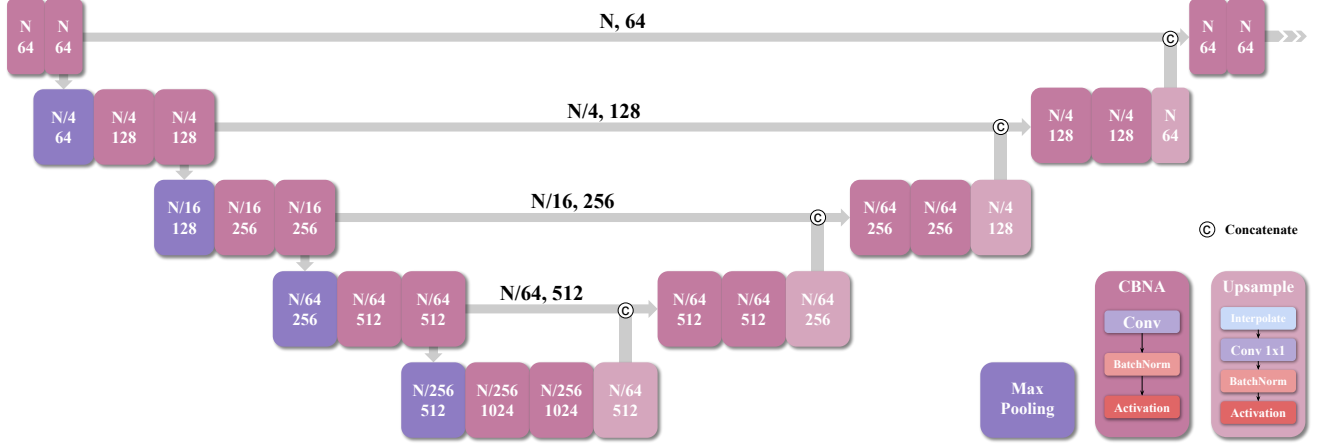 N N N, 64 N N
64 64 64 64
N/4 N/4 N/4 N/4, 128 N/4 N/4 N
64 128 128 128 128 64
N/16 N/16 N/16 N/16, 256 N/64 N/64 N/4
128 256 256 256 256 128
© Concatenate
N/64 N/64 N/64 N/64, 512 N/64 N/64 N/64
256 512 512 512 512 256
N/256 N/256 N/256 N/64
512 1024 1024 512
Max
Pooling
CBNA
Conv
BatchNorm
Activation
Upsample
Interpolate
Conv 1x1
BatchNorm
Activation